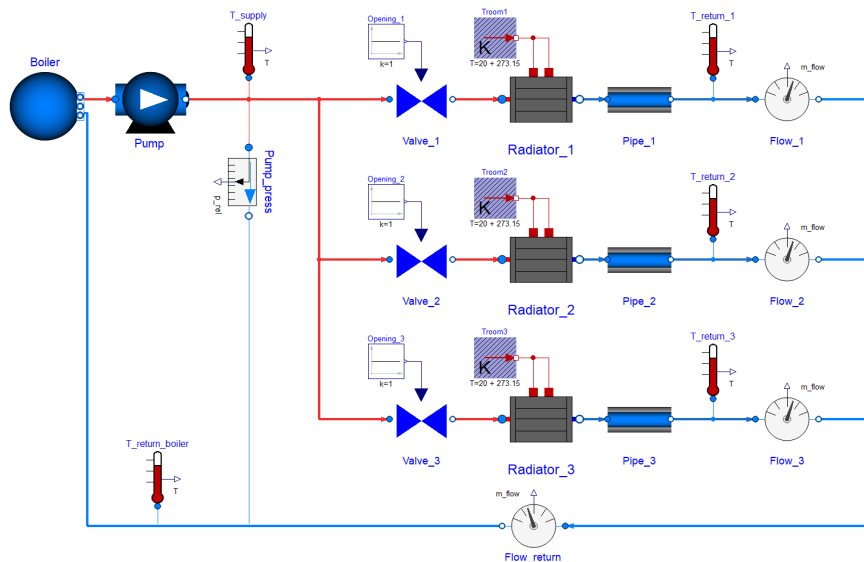 T_supply
Opening_1
Troom1
T_return_1
Boiler
T
K
T
m_flow
k=1
T=20 + 273.15
Pump
Valve_1
Radiator_1
Pipe_1
Flow_1
Pump_press
p_rel
Opening_2
Troom2
T_return_2
K
T
m_flow
k=1
T=20 + 273.15
Valve_2
Radiator_2
Pipe_2
Flow_2
Opening_3
Troom3
T_return_3
K
T
m_flow
k=1
T=20 + 273.15
T_return_boiler
Valve_3
Radiator_3
Pipe_3
Flow_3
T
m_flow
Flow_return